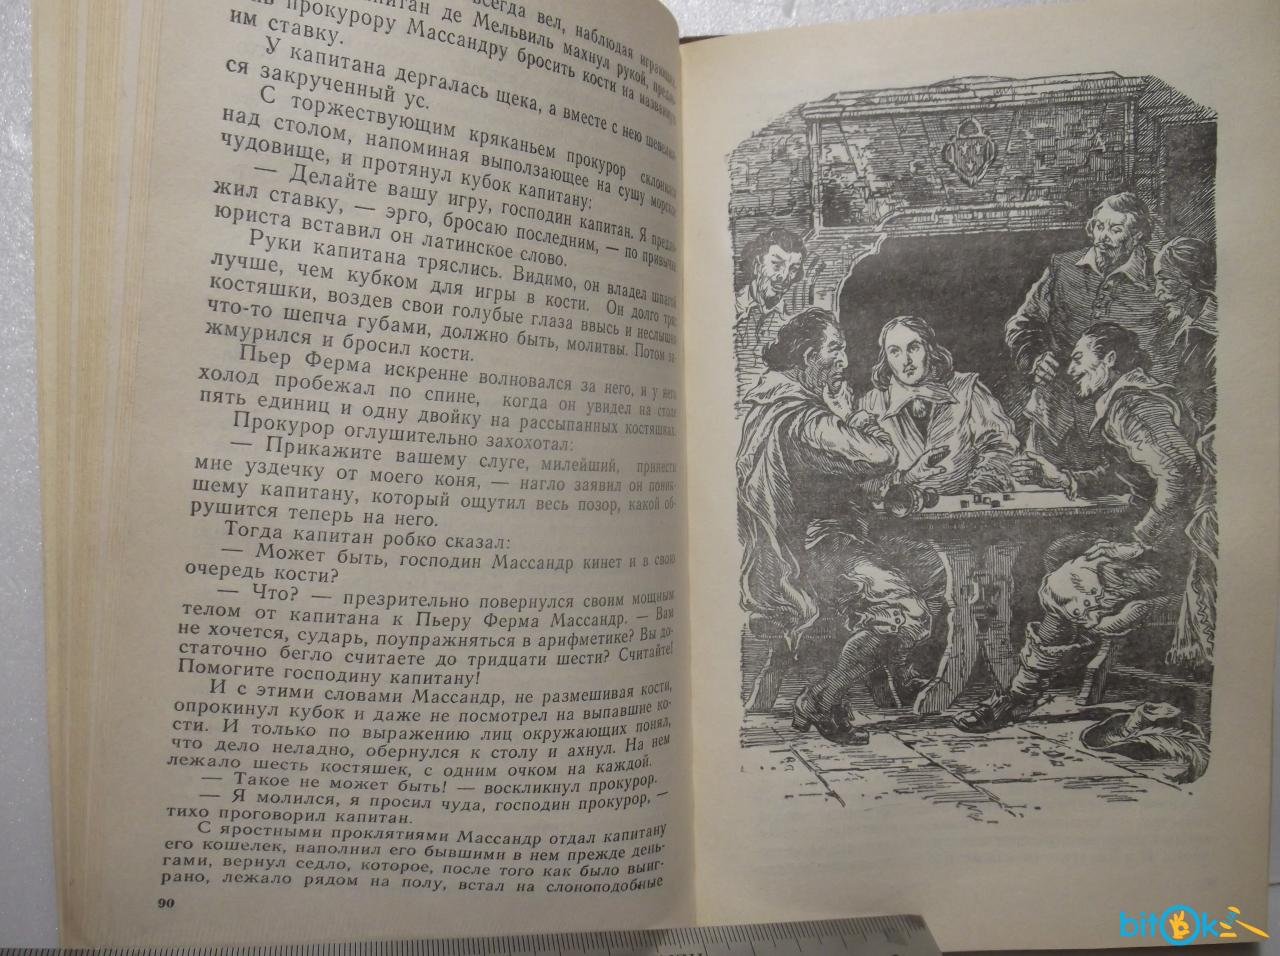 всегда вел, наблюдая
капитан де Мельвиль махнул рукой,
прокурору Массандру бросить кости на названную
им ставку.
У капитана дергалась щека, а вместе с нею
ся закрученный ус.
С торжествующим кряканьем прокурор склонился
над столом, напоминая выползающее на сушу морское
чудовище, и протянул кубок капитану:
— Делайте вашу игру, господин капитан. Я предло-
жил ставку, — эрго, бросаю последним, — по привычке
юриста вставил он латинское слово.
Руки капитана тряслись. Видимо, он владел шпагой
лучше, чем кубком для игры в кости. Он долго тряс
костяшки, воздев свои голубые глаза ввысь и неслышно
что-то шепча губами, должно быть, молитвы. Потом за-
жмурился и бросил кости.
Пьер Ферма искренне волновался за него, и у него
холод пробежал по спине, когда он увидел на столе
пять единиц и одну двойку на рассыпанных костяшках.
Прокурор оглушительно захохотал:
— Прикажите вашему слуге, милейший, принести
мне уздечку от моего коня, — нагло заявил он поник-
шему капитану, который ощутил весь позор, какой об-
рушится теперь на него.
Тогда капитан робко сказал:
— Может быть, господин Массандр кинет и в свою
очередь кости?
— Что? — презрительно повернулся своим мощным
телом от капитана к Пьеру Ферма Массандр. — Вам
не хочется, сударь, поупражняться в арифметике? Вы до-
статочно бегло считаете до тридцати шести? Считайте!
Помогите господину капитану!
И с этими словами Массандр, не размешивая кости,
опрокинул кубок и даже не посмотрел на выпавшие ко-
сти. И только по выражению лиц окружающих понял,
что дело неладно, обернулся к столу и ахнул. На нем
лежало шесть костяшек, с одним очком на каждой.
— Такое не может быть! — воскликнул прокурор.
— Я молился, я просил чуда, господин прокурор, —
тихо проговорил капитан.
С яростными проклятиями Массандр отдал капитану
его кошелек, наполнил его бывшими в нем прежде день-
гами, вернул седло, которое, после того как было выиг-
рано, лежало рядом на полу, встал на слоноподобные
90
bitok